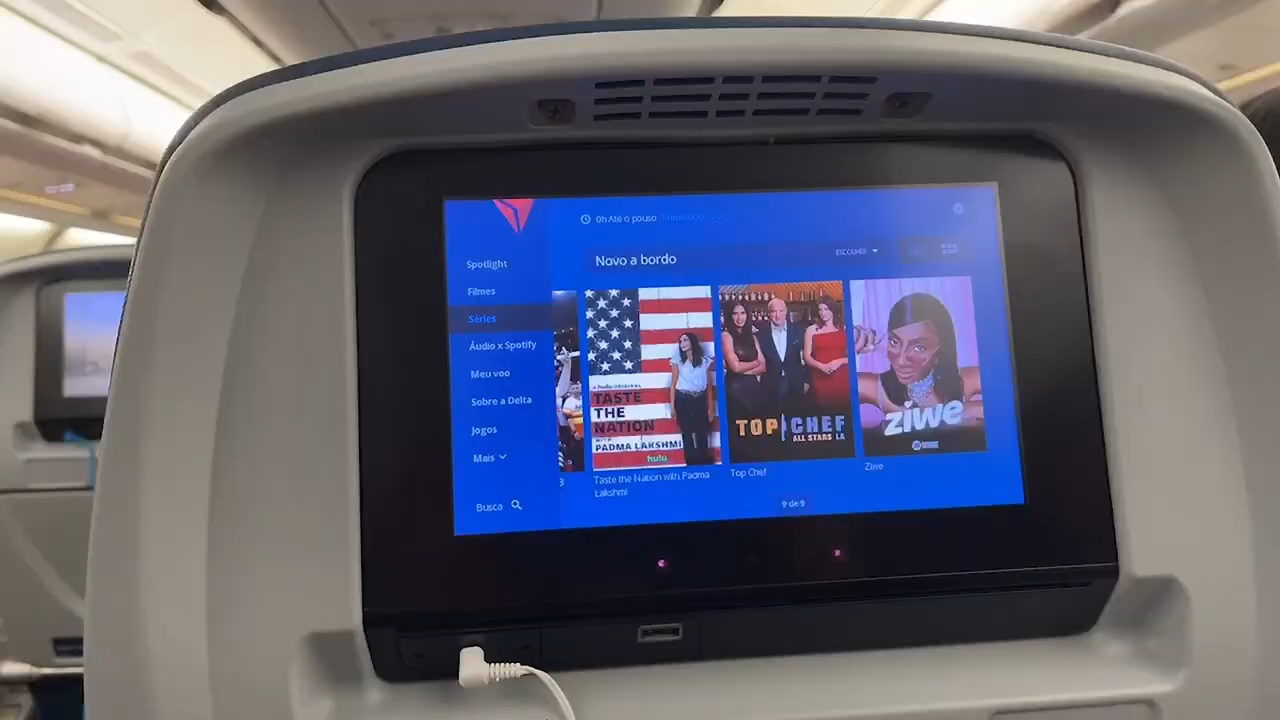 0h Até o pouso
Spotlight
Filmes
Séries
Áudio x Spotify
Meu voo
Sobre a Delta
Jogos
Mais
Busca
Novo a bordo
ESCOLHER
TASTE
THE
NATION
WITH
PADMA LAKSHMI
hulu
Taste the Nation with Padma
Lakshmi
TOP CHEF
ALL STARS LA
Top Chef
ziwe
Ziwe
9 de 9